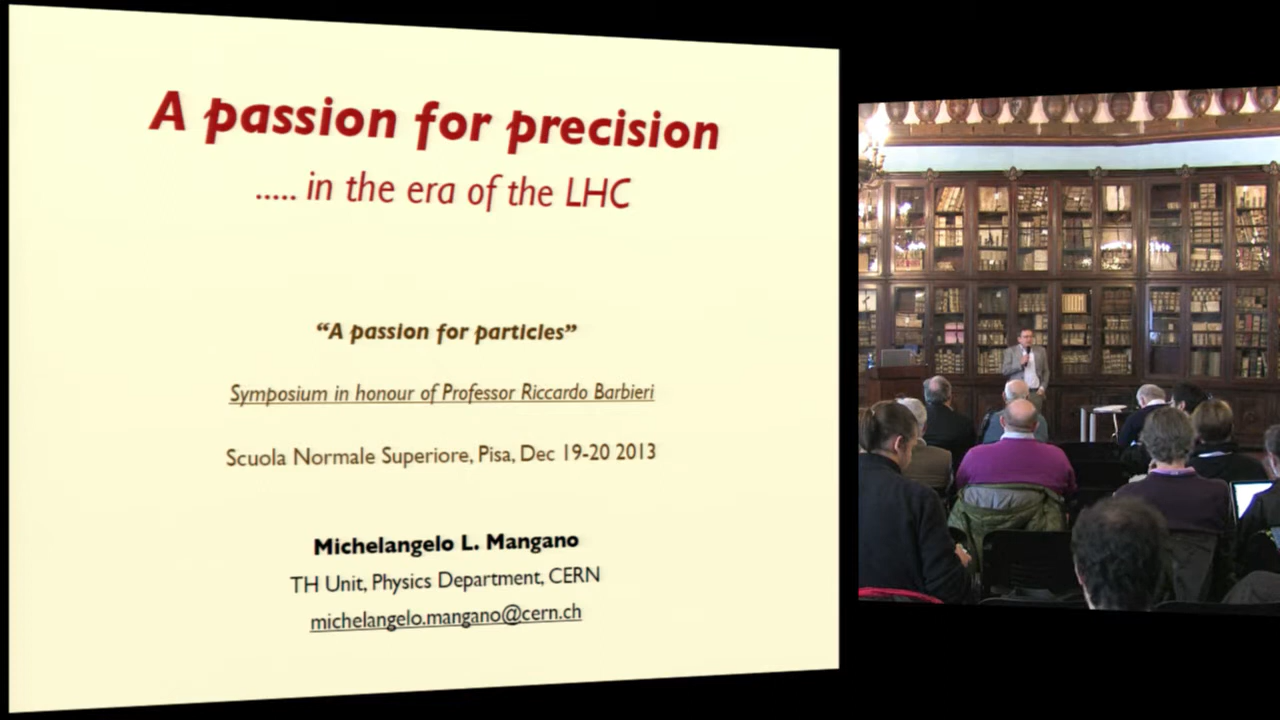 A passion for precision
..... in the era of the LHC
“A passion for particles”
Symposium in honour of Professor Riccardo Barbieri
Scuola Normale Superiore, Pisa, Dec 19-20 2013
Michelangelo L. Mangano
TH Unit, Physics Department, CERN
michelangelo.mangano@cern.ch